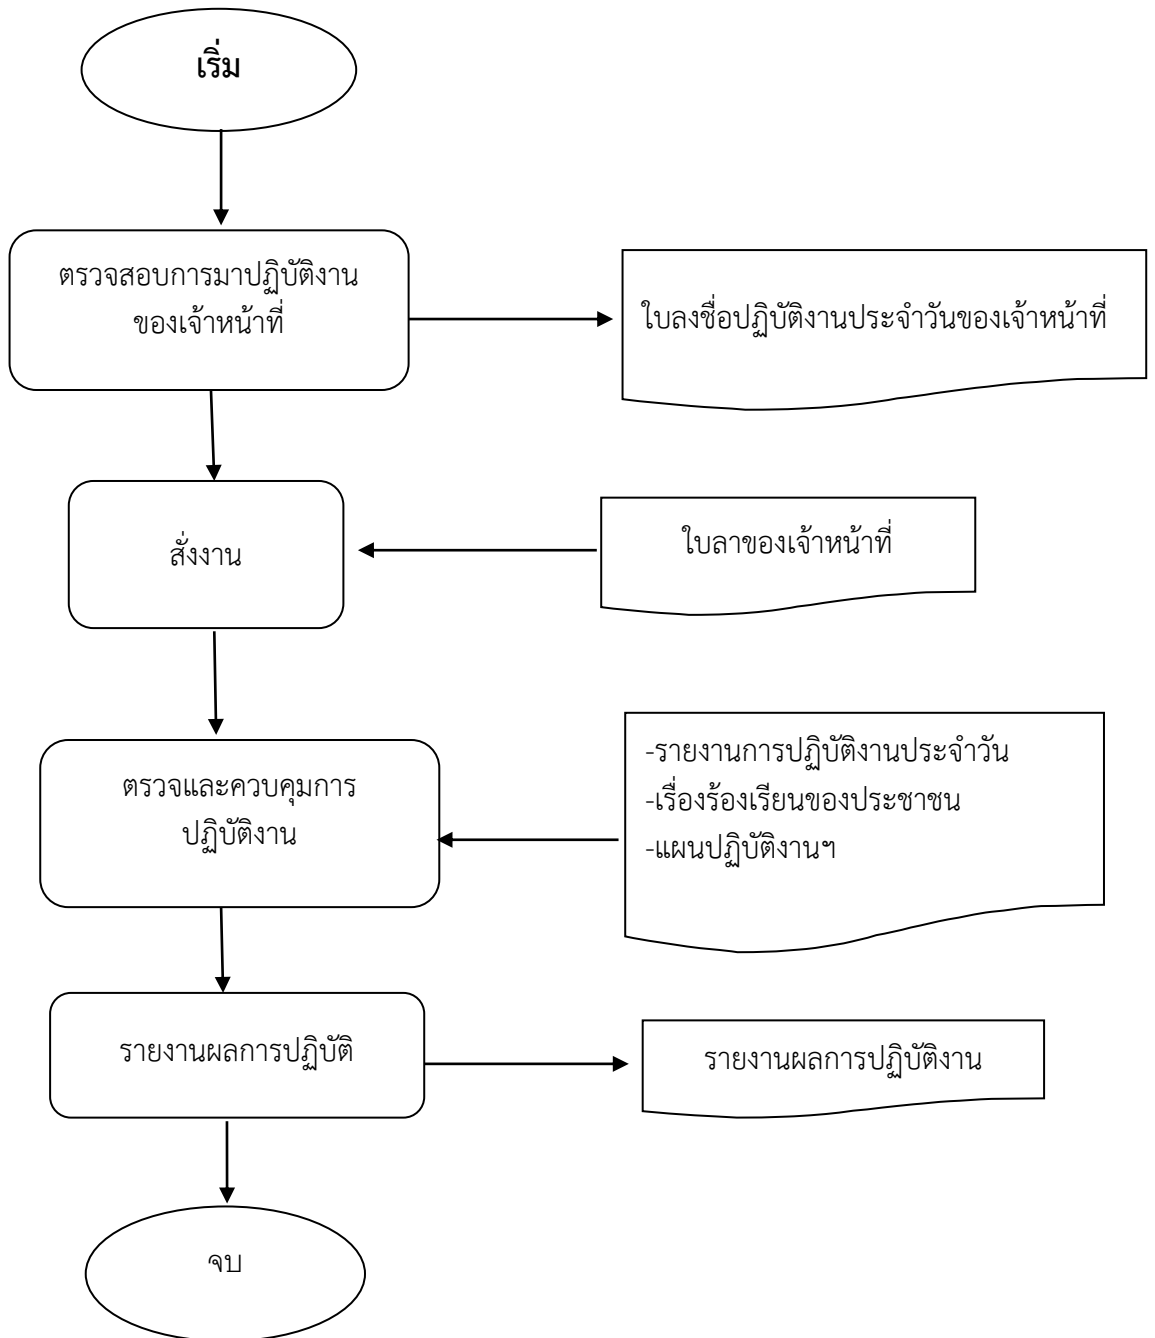 เริ่ม
ตรวจสอบการมาปฏิบัติงาน
ของเจ้าหน้าที่
ใบลงชื่อปฏิบัติงานประจำวันของเจ้าหน้าที่
สั่งงาน
ใบลาของเจ้าหน้าที่
ตรวจและควบคุมการ
ปฏิบัติงาน
-รายงานการปฏิบัติงานประจำวัน
-เรื่องร้องเรียนของประชาชน
-แผนปฏิบัติงานฯ
รายงานผลการปฏิบัติ
รายงานผลการปฏิบัติงาน
จบ